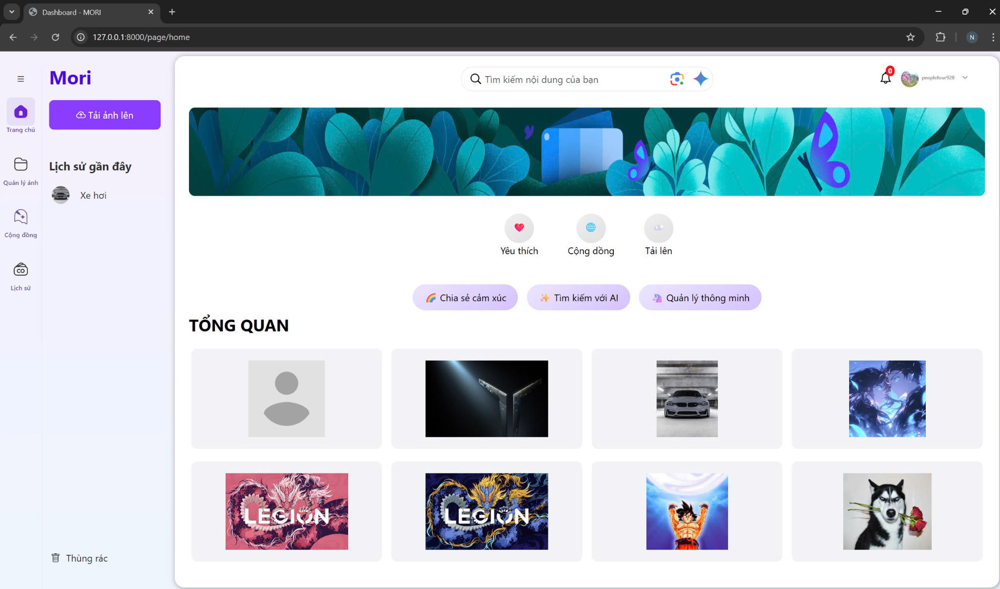 Dashboard - MORI
127.0.0.1:8000/page/home
N
Mori
Tải ảnh lên
Trang chủ
Quản lý ảnh
Cộng đồng
CO
Lịch sử
Lịch sử gần đây
Xe hơi
Thùng rác
Tìm kiếm nội dung của bạn
0
peoplefour928
Yêu thích
Cộng đồng
Tải lên
Chia sẻ cảm xúc
Tìm kiếm với AI
Quản lý thông minh
TỔNG QUAN
LEGION
LEGION